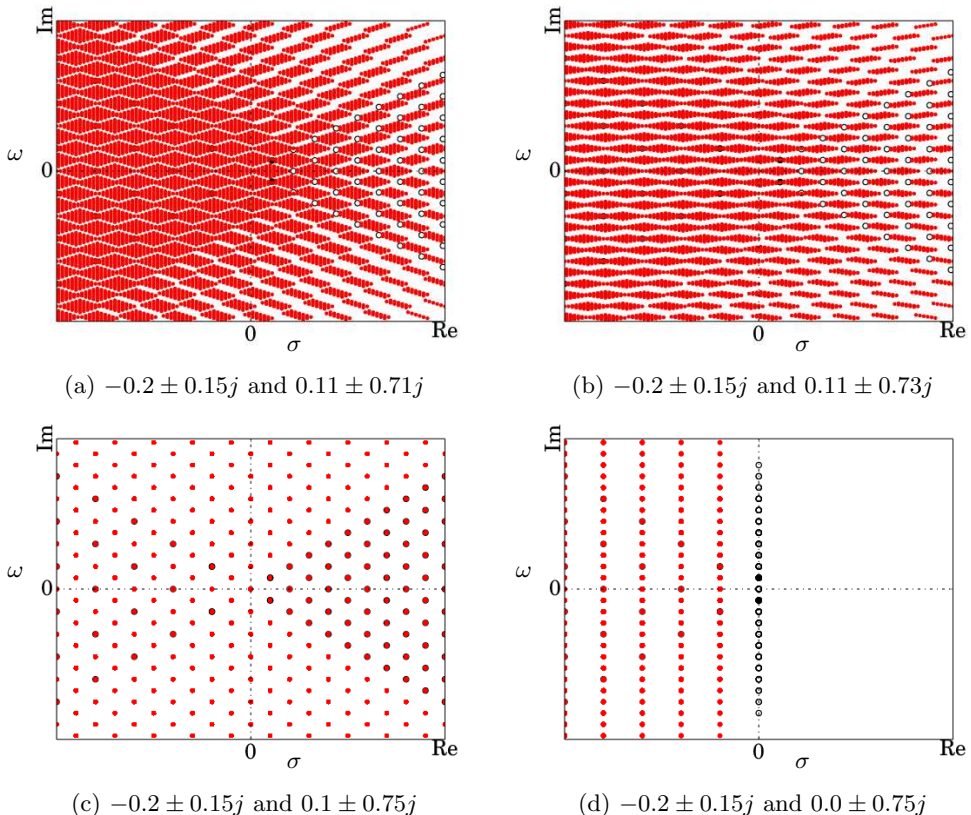 Im
Im
ω
0
ω
0
0
Re
0
Re
σ
σ
(a) −0.2 ± 0.15j and 0.11 ± 0.71j
(b) −0.2 ± 0.15j and 0.11 ± 0.73j
Im
Im
ω
0
ω
0
0
Re
0
Re
σ
σ
(c) −0.2 ± 0.15j and 0.1 ± 0.75j
(d) −0.2 ± 0.15j and 0.0 ± 0.75j